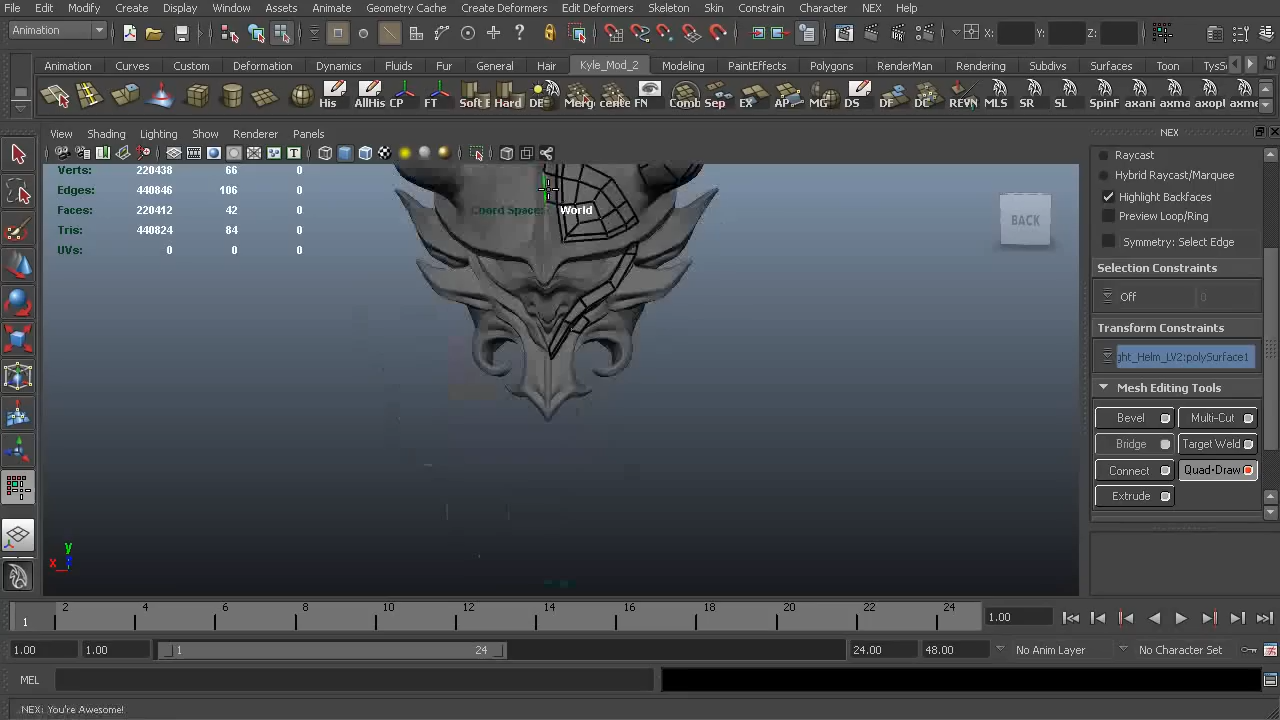 File Edit Modify Create Display Window Assets Animate Geometry Cache Create Deformers Edit Deformers Skeleton Skin Constrain Character NEX Help
Animation X: Y: Z:
Animation Curves Custom Deformation Dynamics Fluids Fur General Hair Kyle_Mod_2 Modeling PaintEffects Polygons RenderMan Rendering Subdivs Surfaces Toon TySs
His AllHis CP FT Soft E Hard DE Merg cente FN Comb Sep EX AP MG DS DF DC REVN MLS SR SL SpinF axani axma axopl axme
View Shading Lighting Show Renderer Panels
NEX
Verts: 220438 66 0
Edges: 440846 106 0
Faces: 220412 42 0
Tris: 440824 84 0
UVs: 0 0 0
Coord Space: World
BACK
Raycast
Hybrid Raycast/Marquee
Highlight Backfaces
Preview Loop/Ring
Symmetry: Select Edge
Selection Constraints
Off 0
Transform Constraints
ght_Helm_LV2:polySurface1
Mesh Editing Tools
Bevel Multi-Cut
Bridge Target Weld
Connect Quad-Draw
Extrude
y
x
1 2 4 6 8 10 12 14 16 18 20 22 24 1.00
1.00 1.00 1 24 24.00 48.00 No Anim Layer No Character Set
MEL
NEX: You're Awesome!